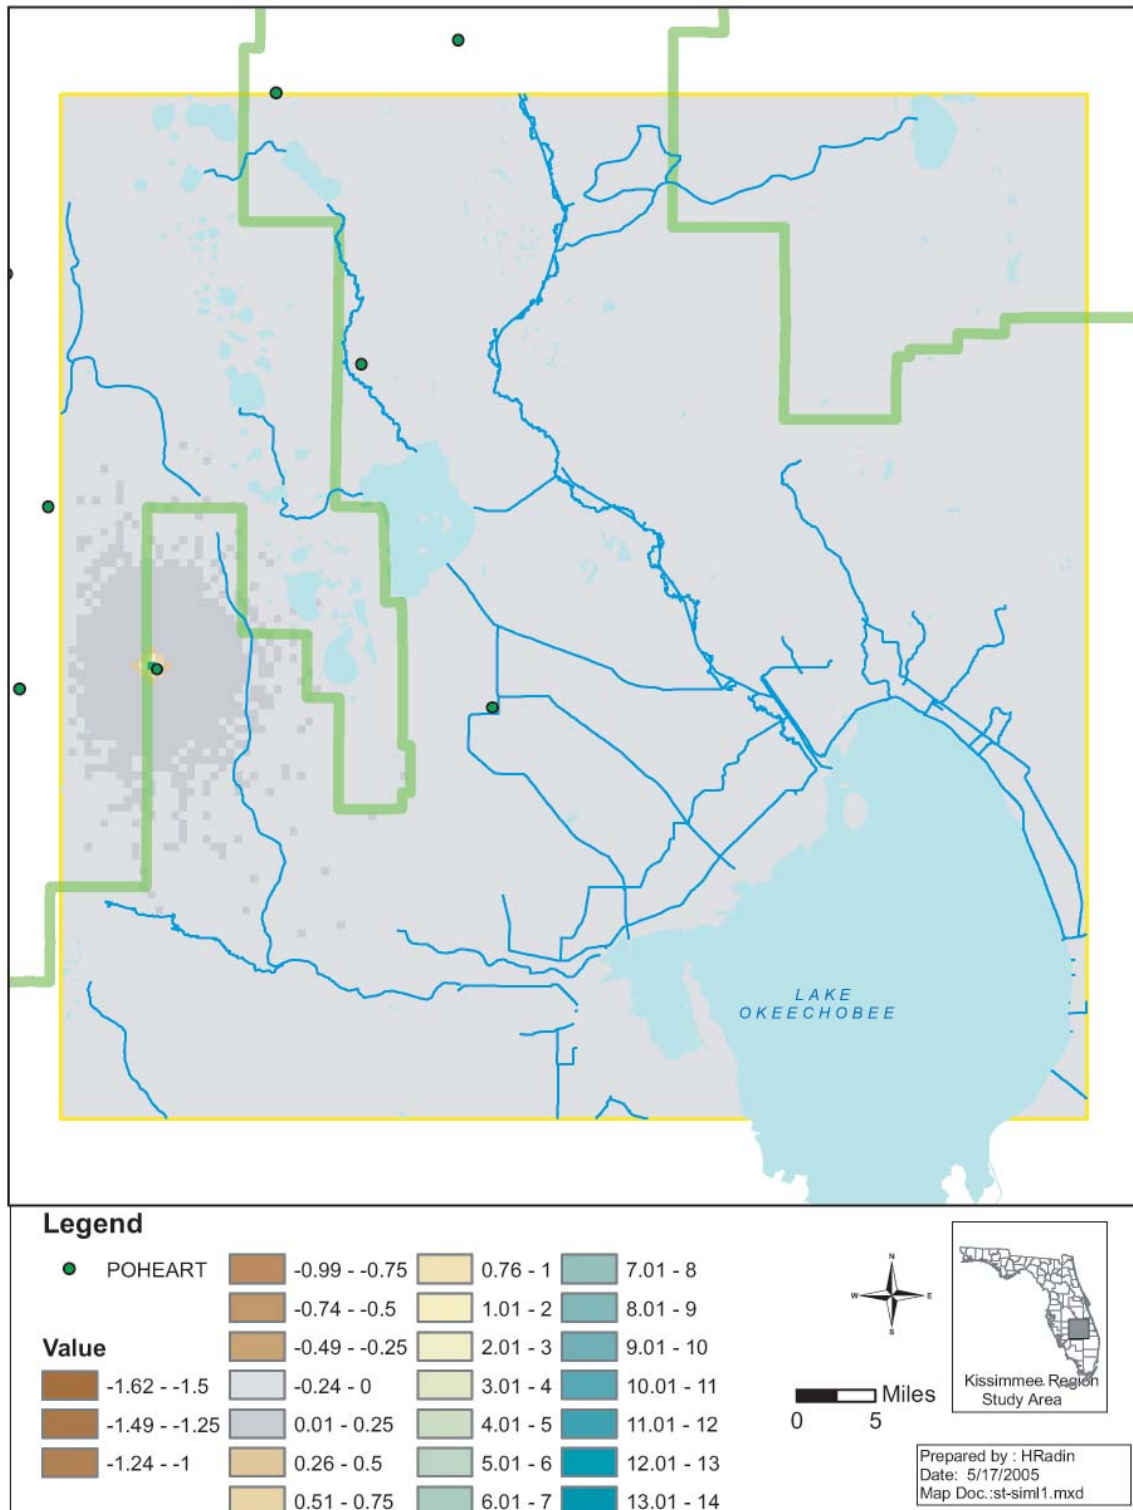 LAKE
OKEECHOBEE
Legend
POHEART
Value
-1.62 - -1.5
-1.49 - -1.25
-1.24 - -1
-0.99 - -0.75
-0.74 - -0.5
-0.49 - -0.25
-0.24 - 0
0.01 - 0.25
0.26 - 0.5
0.51 - 0.75
0.76 - 1
1.01 - 2
2.01 - 3
3.01 - 4
4.01 - 5
5.01 - 6
6.01 - 7
7.01 - 8
8.01 - 9
9.01 - 10
10.01 - 11
11.01 - 12
12.01 - 13
13.01 - 14
N
W E
S
Miles
0 5
Kissimmee Region
Study Area
Prepared by : HRadin
Date: 5/17/2005
Map Doc.:st-siml1.mxd